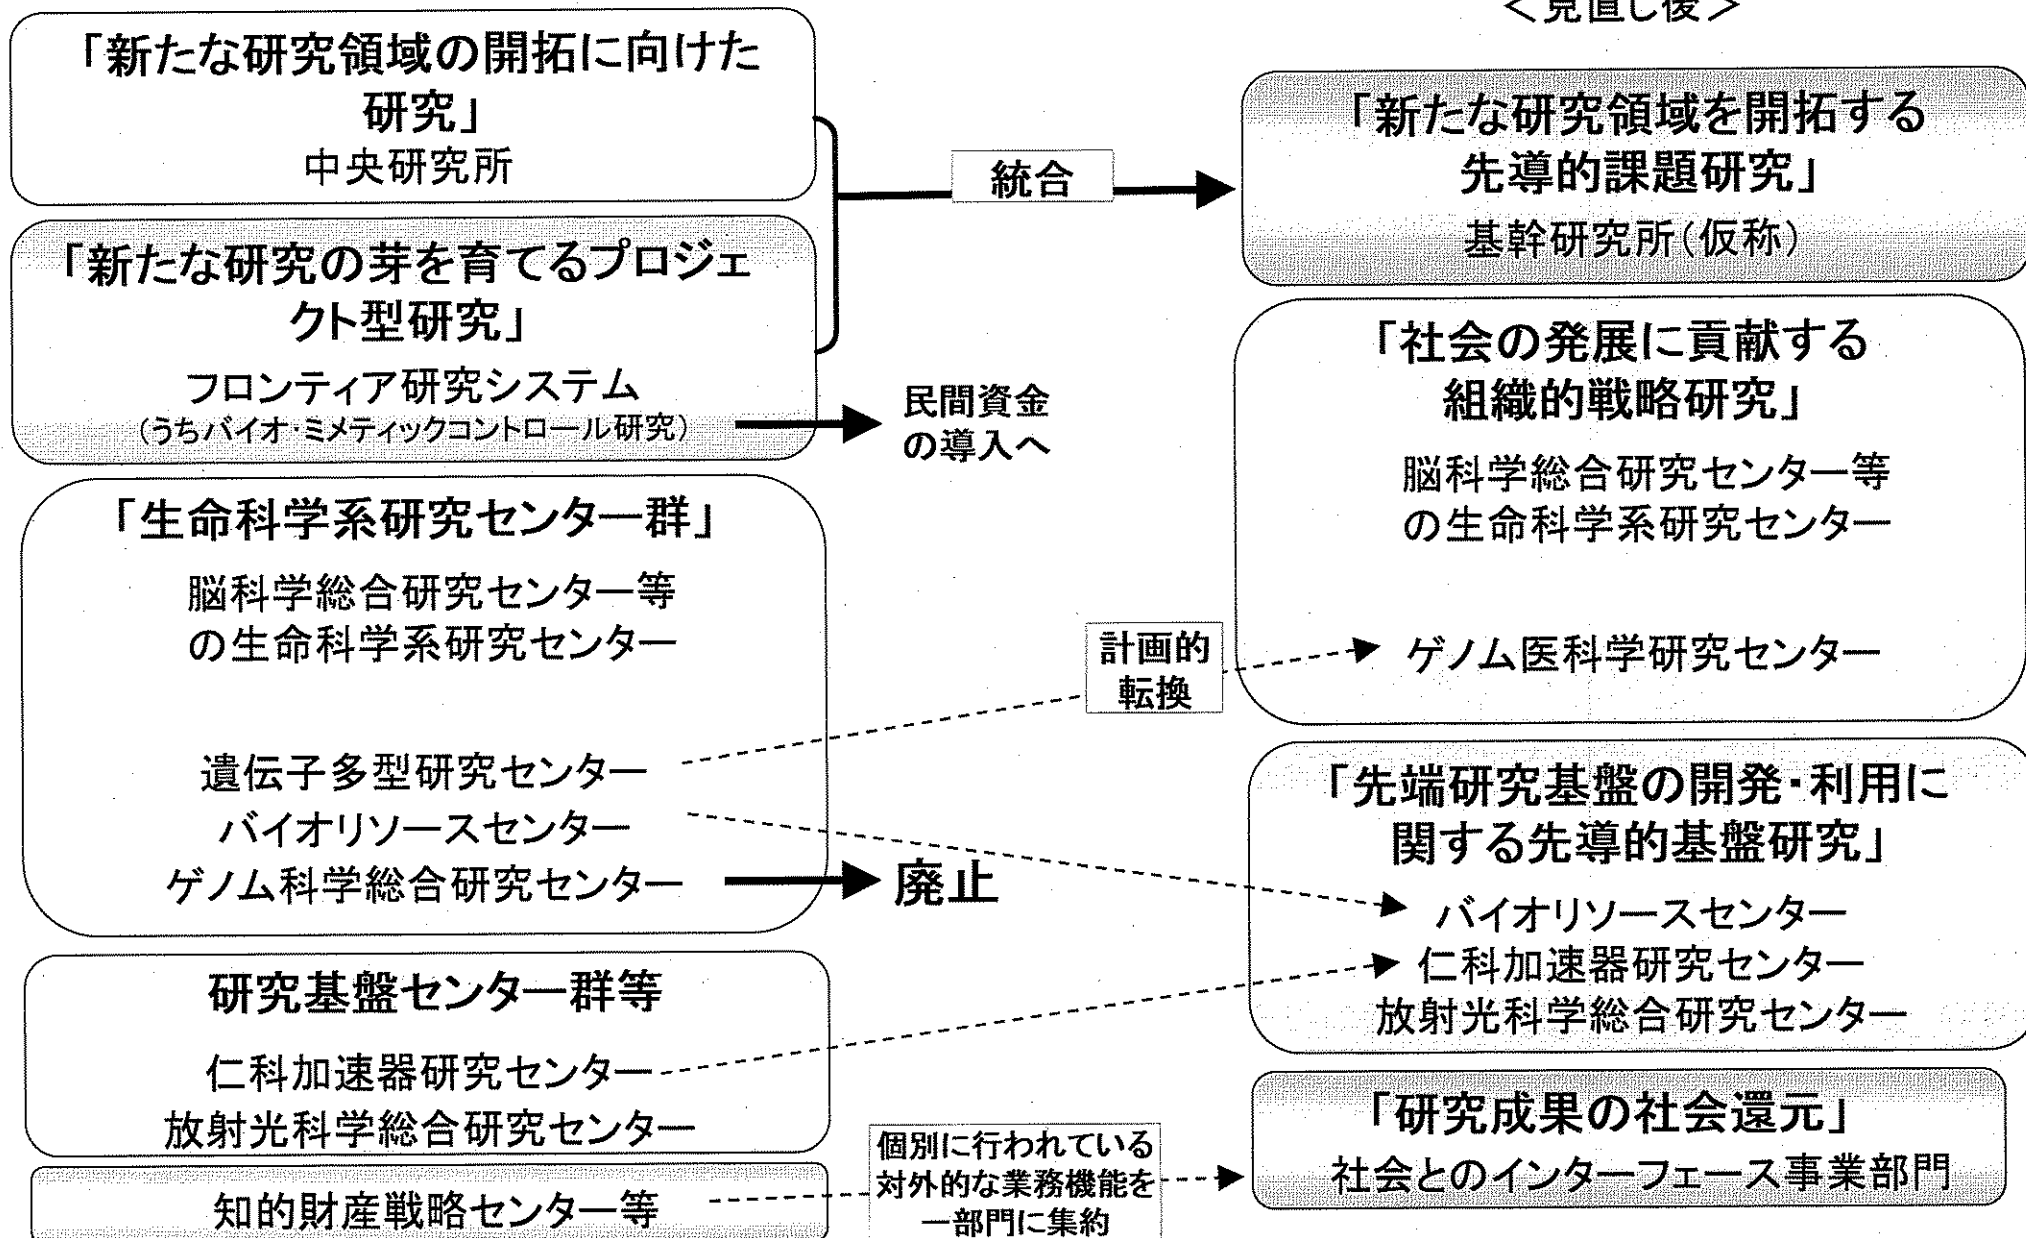 ＜見直し後＞
「新たな研究領域の開拓に向けた
研究」
中央研究所
「新たな研究の芽を育てるプロジェ
クト型研究」
フロンティア研究システム
（うちバイオ・ミメティックコントロール研究）
「生命科学系研究センター群」
脳科学総合研究センター等
の生命科学系研究センター
遺伝子多型研究センター
バイオリソースセンター
ゲノム科学総合研究センター
研究基盤センター群等
仁科加速器研究センター
放射光科学総合研究センター
知的財産戦略センター等
統合
民間資金
の導入へ
計画的
転換
廃止
個別に行われている
対外的な業務機能を
一部門に集約
「新たな研究領域を開拓する
先導的課題研究」
基幹研究所（仮称）
「社会の発展に貢献する
組織的戦略研究」
脳科学総合研究センター等
の生命科学系研究センター
ゲノム医科学研究センター
「先端研究基盤の開発・利用に
関する先導的基盤研究」
バイオリソースセンター
仁科加速器研究センター
放射光科学総合研究センター
「研究成果の社会還元」
社会とのインターフェース事業部門